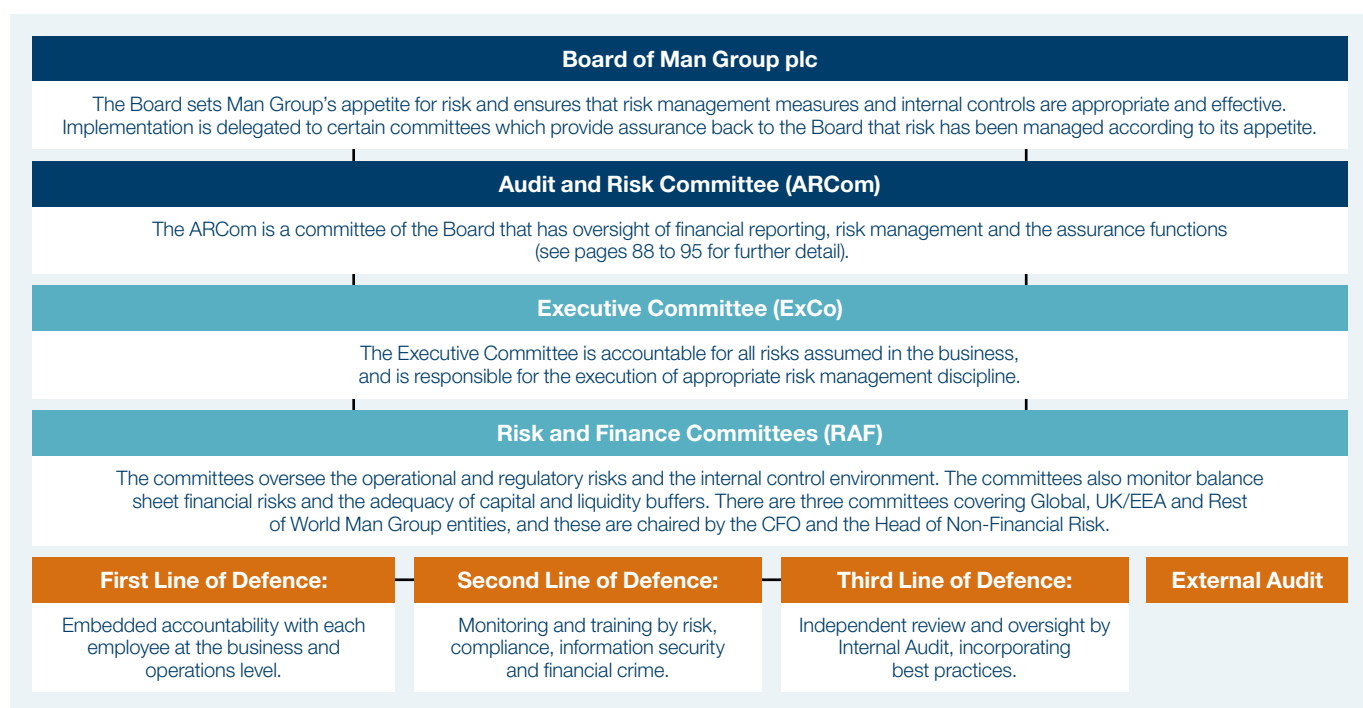 Board of Man Group plc
The Board sets Man Group’s appetite for risk and ensures that risk management measures and internal controls are appropriate and effective.
Implementation is delegated to certain committees which provide assurance back to the Board that risk has been managed according to its appetite.
Audit and Risk Committee (ARCom)
The ARCom is a committee of the Board that has oversight of financial reporting, risk management and the assurance functions
(see pages 88 to 95 for further detail).
Executive Committee (ExCo)
The Executive Committee is accountable for all risks assumed in the business,
and is responsible for the execution of appropriate risk management discipline.
Risk and Finance Committees (RAF)
The committees oversee the operational and regulatory risks and the internal control environment. The committees also monitor balance
sheet financial risks and the adequacy of capital and liquidity buffers. There are three committees covering Global, UK/EEA and Rest
of World Man Group entities, and these are chaired by the CFO and the Head of Non-Financial Risk.
First Line of Defence:
Embedded accountability with each
employee at the business and
operations level.
Second Line of Defence:
Monitoring and training by risk,
compliance, information security
and financial crime.
Third Line of Defence:
Independent review and oversight by
Internal Audit, incorporating
best practices.
External Audit